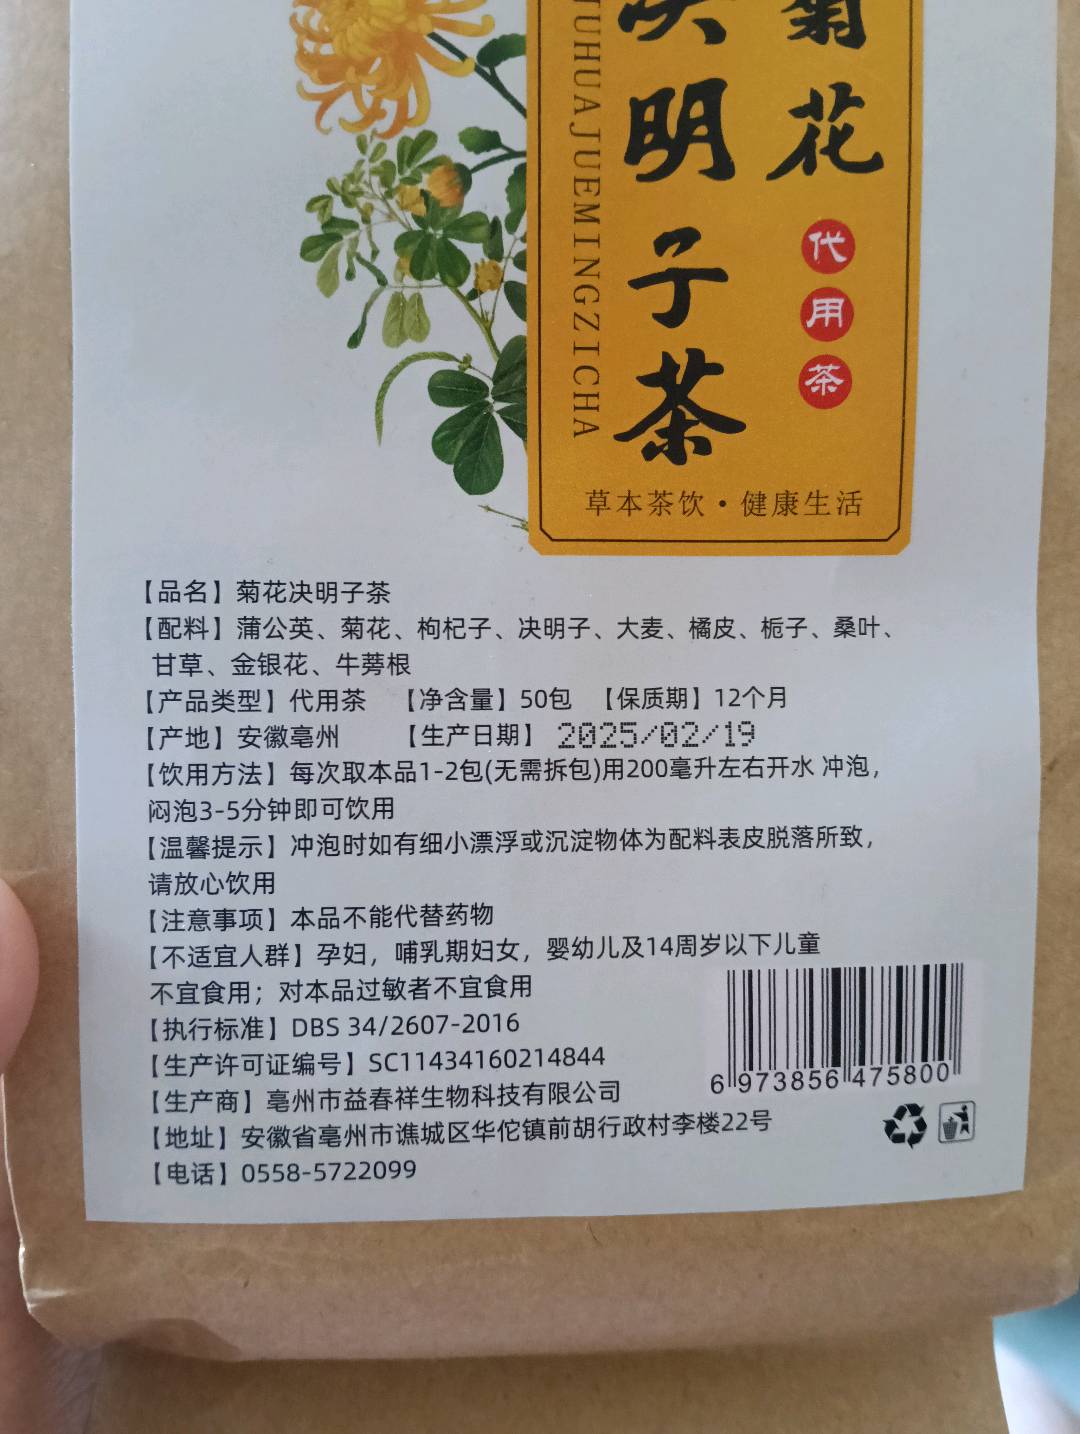 菊花
决明子茶
UHUAJUEMINGZICHA
代用茶
草本茶饮·健康生活
【品名】菊花决明子茶
【配料】蒲公英、菊花、枸杞子、决明子、大麦、橘皮、栀子、桑叶、
甘草、金银花、牛蒡根
【产品类型】代用茶 【净含量】50包 【保质期】12个月
【产地】安徽亳州 【生产日期】2025/02/19
【饮用方法】每次取本品1-2包(无需拆包)用200毫升左右开水 冲泡，
闷泡3-5分钟即可饮用
【温馨提示】冲泡时如有细小漂浮或沉淀物体为配料表皮脱落所致，
请放心饮用
【注意事项】本品不能代替药物
【不适宜人群】孕妇，哺乳期妇女，婴幼儿及14周岁以下儿童
不宜食用；对本品过敏者不宜食用
【执行标准】DBS 34/2607-2016
【生产许可证编号】SC11434160214844
【生产商】亳州市益春祥生物科技有限公司
【地址】安徽省亳州市谯城区华佗镇前胡行政村李楼22号
【电话】0558-5722099
6 973856 475800